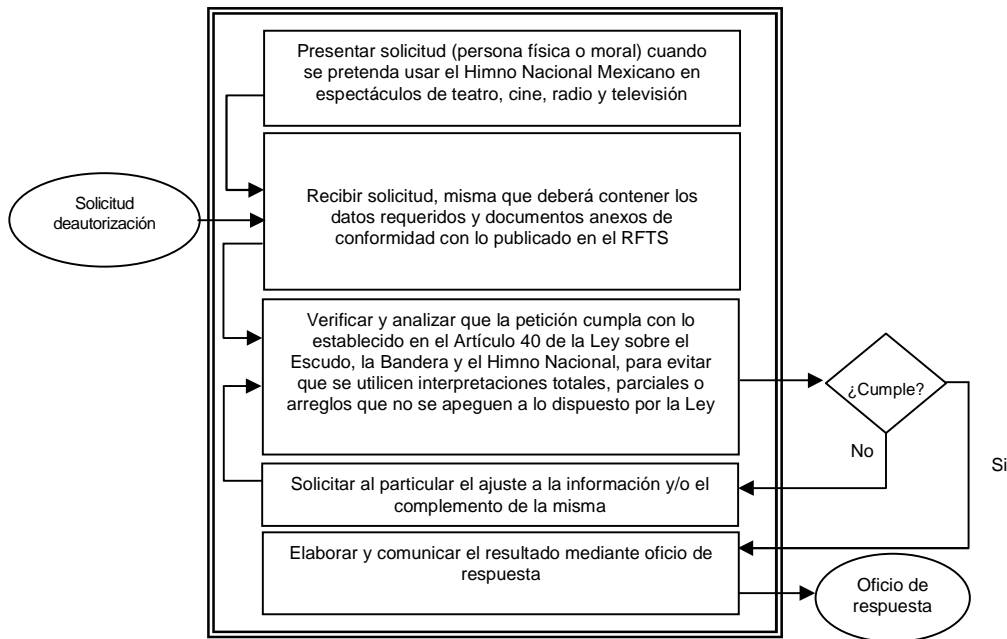 Presentar solicitud (persona física o moral) cuando
se pretenda usar el Himno Nacional Mexicano en
espectáculos de teatro, cine, radio y televisión
Solicitud
deautorización
Recibir solicitud, misma que deberá contener los
datos requeridos y documentos anexos de
conformidad con lo publicado en el RFTS
Verificar y analizar que la petición cumpla con lo
establecido en el Artículo 40 de la Ley sobre el
Escudo, la Bandera y el Himno Nacional, para evitar
que se utilicen interpretaciones totales, parciales o
arreglos que no se apeguen a lo dispuesto por la Ley
¿Cumple?
No
Si
Solicitar al particular el ajuste a la información y/o el
complemento de la misma
Elaborar y comunicar el resultado mediante oficio de
respuesta
Oficio de
respuesta